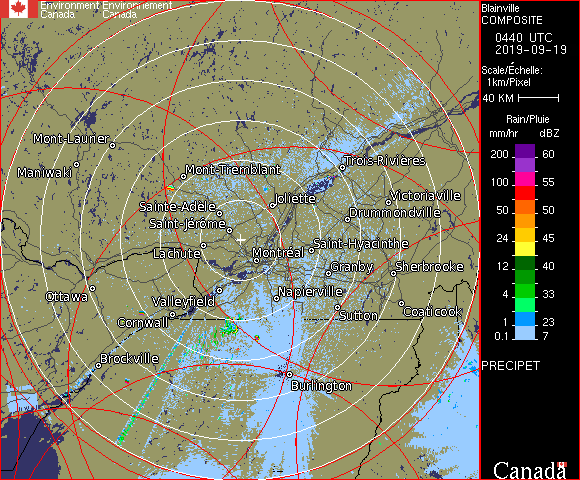 Environment Environnement
Canada Canada
Blainville
COMPOSITE
0440 UTC
2019-09-19
Scale/Échelle:
1km/Pixel
40 KM
Rain/Pluie
mm/hr dBZ
200 60
100 55
50 50
24 45
12 40
4 33
1 23
0.1 7
PRECIPET
Canada
Mont-Laurier
Maniwaki
Mont-Tremblant
Trois-Rivières
Joliette
Victoriaville
Sainte-Adele
Drummondville
Saint-Jérôme
Lachute
Montréal
Saint-Hyacinthe
Granby
Sherbrooke
Ottawa
Valleyfield
Napierville
Cornwall
Sutton
Coaticook
Brockville
Burlington